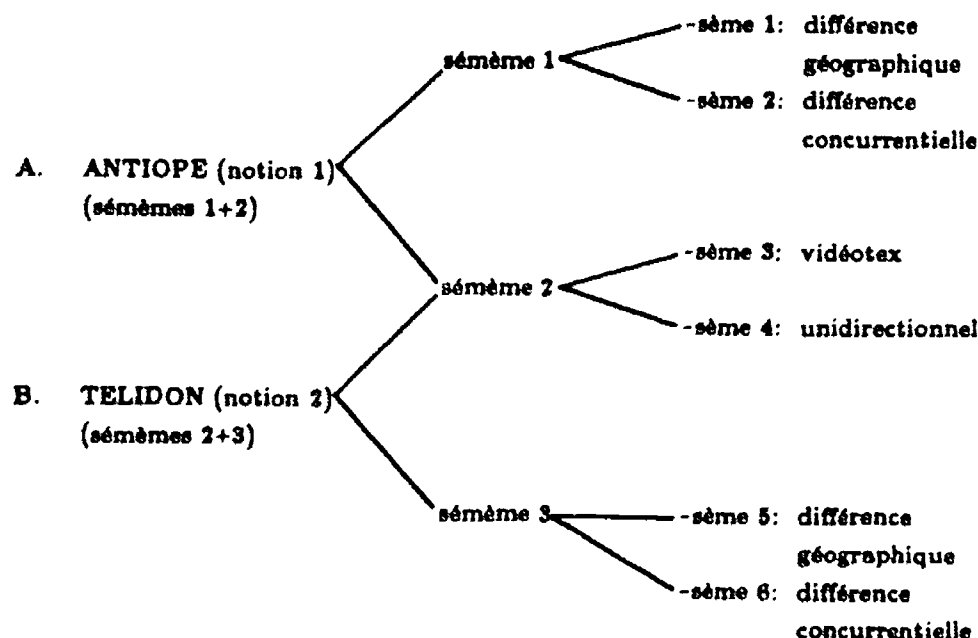 -sème 1: différence
géographique
sémème 1
-sème 2: différence
concurrentielle
A. ANTIOPE (notion 1)
(sémèmes 1+2)
-sème 3: vidéotex
sémème 2
-sème 4: unidirectionnel
B. TELIDON (notion 2)
(sémèmes 2+3)
sémème 3
-sème 5: différence
géographique
-sème 6: différence
concurrentielle